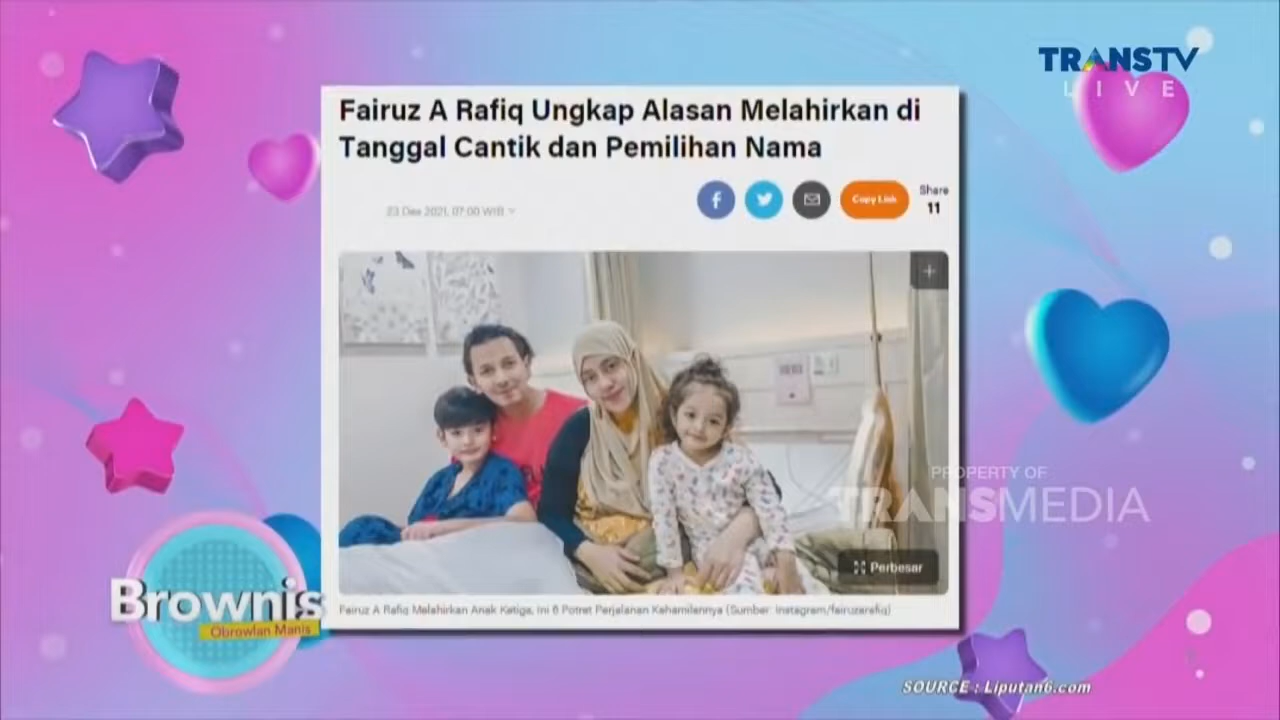 TRANSTV
LIVE
Fairuz A Rafiq Ungkap Alasan Melahirkan di
Tanggal Cantik dan Pemilihan Nama
23 Des 2021, 07:00 WIB
f
Copy Link
Share
11
PROPERTY OF
TRANSMEDIA
Perbesar
Fairuz A Rafiq Melahirkan Anak Ketiga, Ini 6 Potret Perjalanan Kehamilannya (Sumber: Instagram/fairuzarafiq)
Brownis
Obrowlan Manis
SOURCE : Liputan6.com